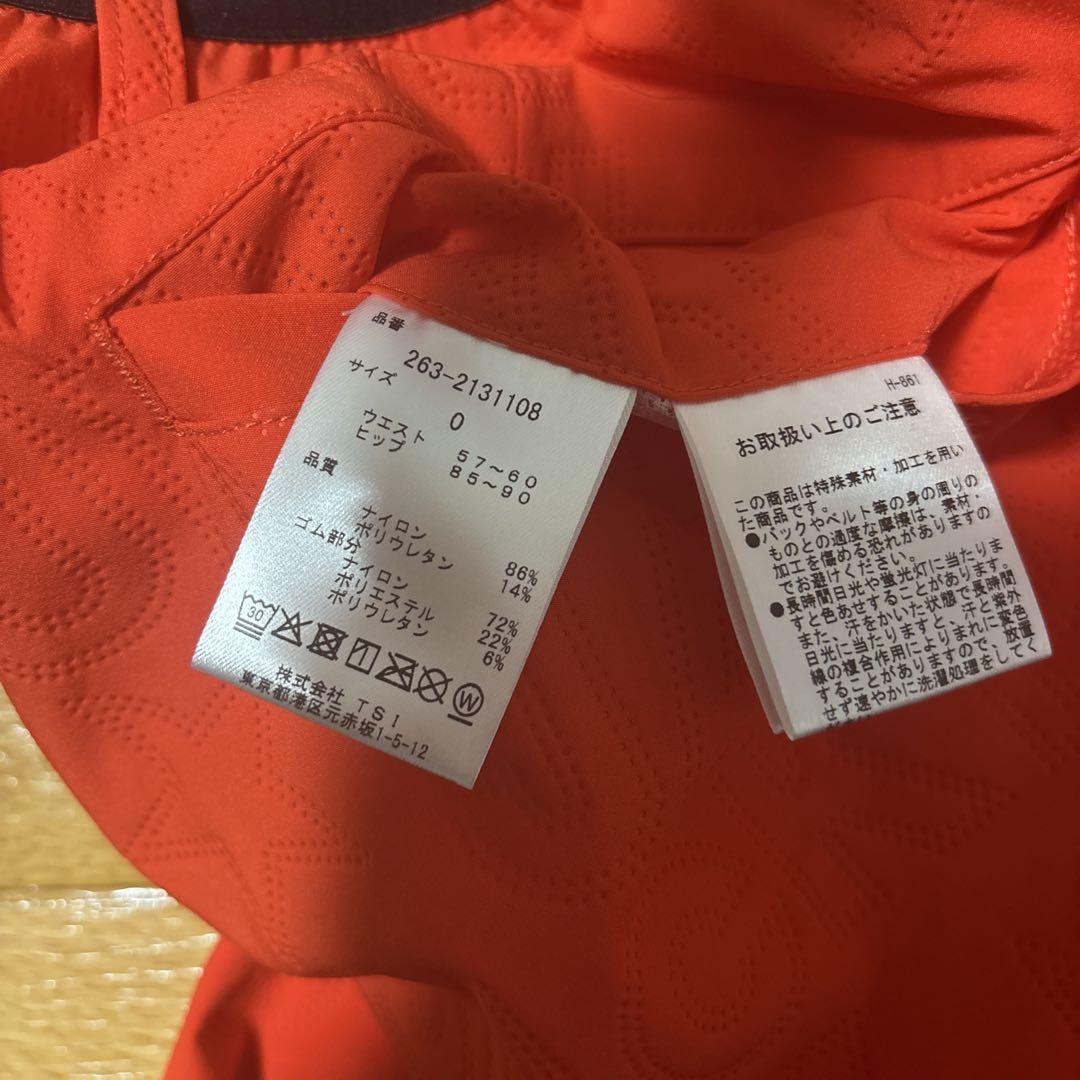 品番
263-2131108
サイズ
0
ウエスト 57〜60
ヒップ 85〜90
品質
ナイロン 86%
ポリウレタン 14%
ゴム部分
ナイロン 72%
ポリエステル 22%
ポリウレタン 6%
30
W
株式会社 TSI
東京都港区元赤坂1-5-12
H-861
お取扱い上のご注意
この商品は特殊素材・加工を用い
た商品です。
●バックやベルト等の身の周りの
ものとの過度な摩擦は、素材・
加工を傷める恐れがありますの
でお避けください。
●長時間日光や蛍光灯に当たりま
すと色あせすることがあります。
また、汗をかいた状態で長時間
日光に当たりますと、汗と紫外
線の複合作用によりまれに変色
することがありますので、放置
せず速やかに洗濯処理をしてく